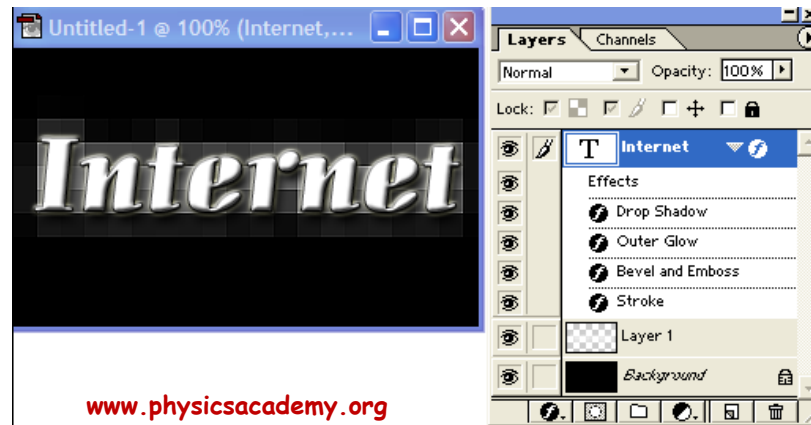 Untitled-1 @ 100% (Internet,...
Internet
www.physicsacademy.org
Layers Channels
Normal Opacity: 100%
Lock:
T Internet
Effects
Drop Shadow
Outer Glow
Bevel and Emboss
Stroke
Layer 1
Background